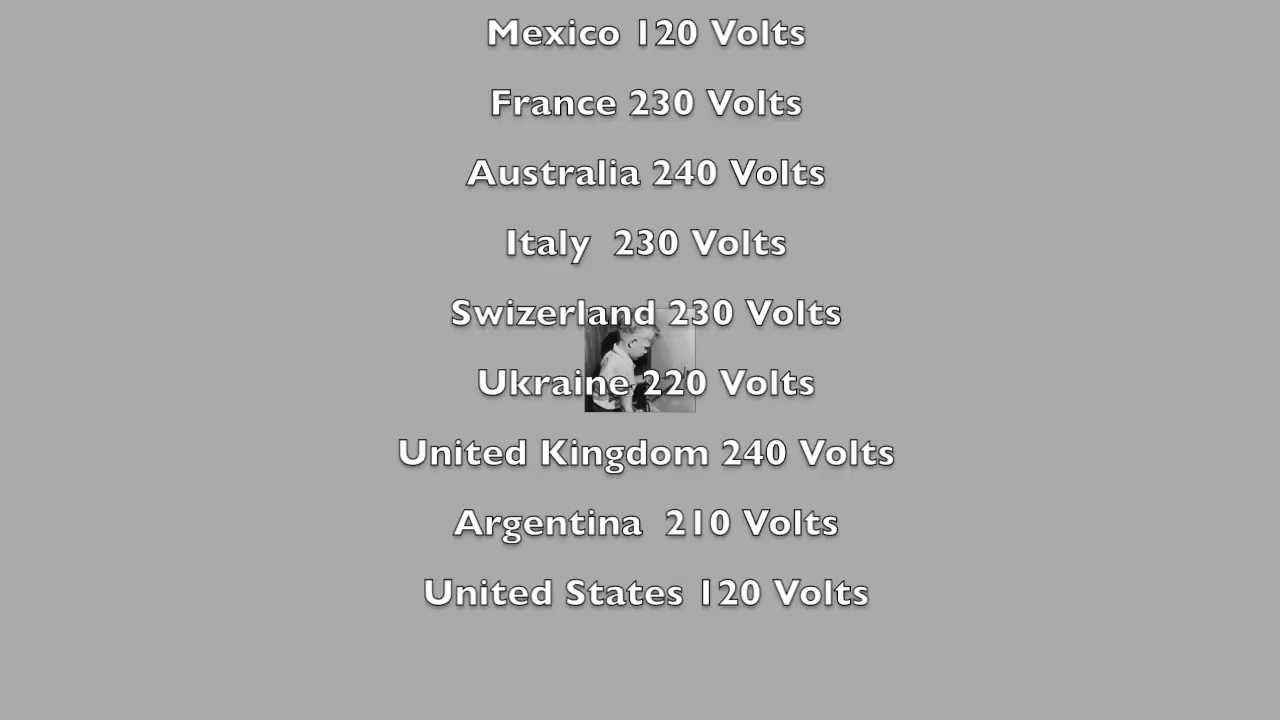 Mexico 120 Volts
France 230 Volts
Australia 240 Volts
Italy  230 Volts
Swizerland 230 Volts
Ukraine 220 Volts
United Kingdom 240 Volts
Argentina  210 Volts
United States 120 Volts